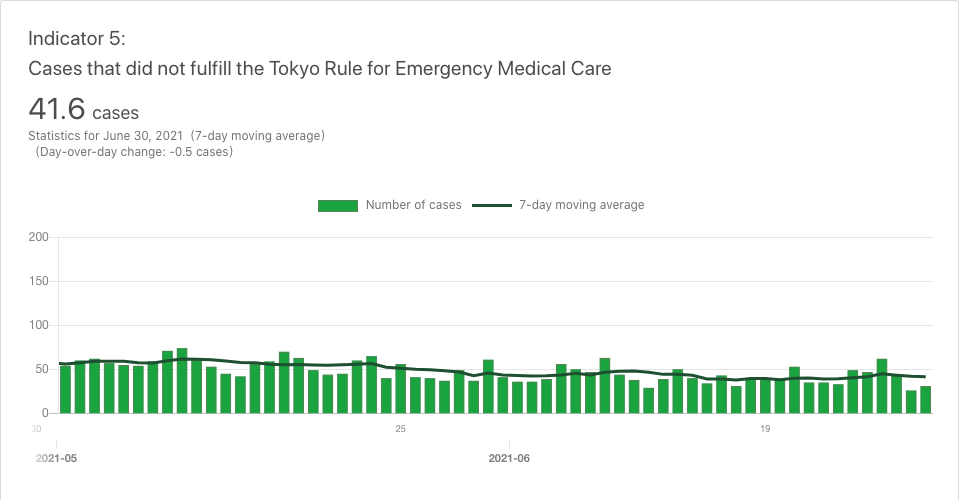 Indicator 5:
Cases that did not fulfill the Tokyo Rule for Emergency Medical Care
41.6 cases
Statistics for June 30, 2021 (7-day moving average)
(Day-over-day change: -0.5 cases)
Number of cases 7-day moving average
200
150
100
50
0
30 25 19
2021-05 2021-06